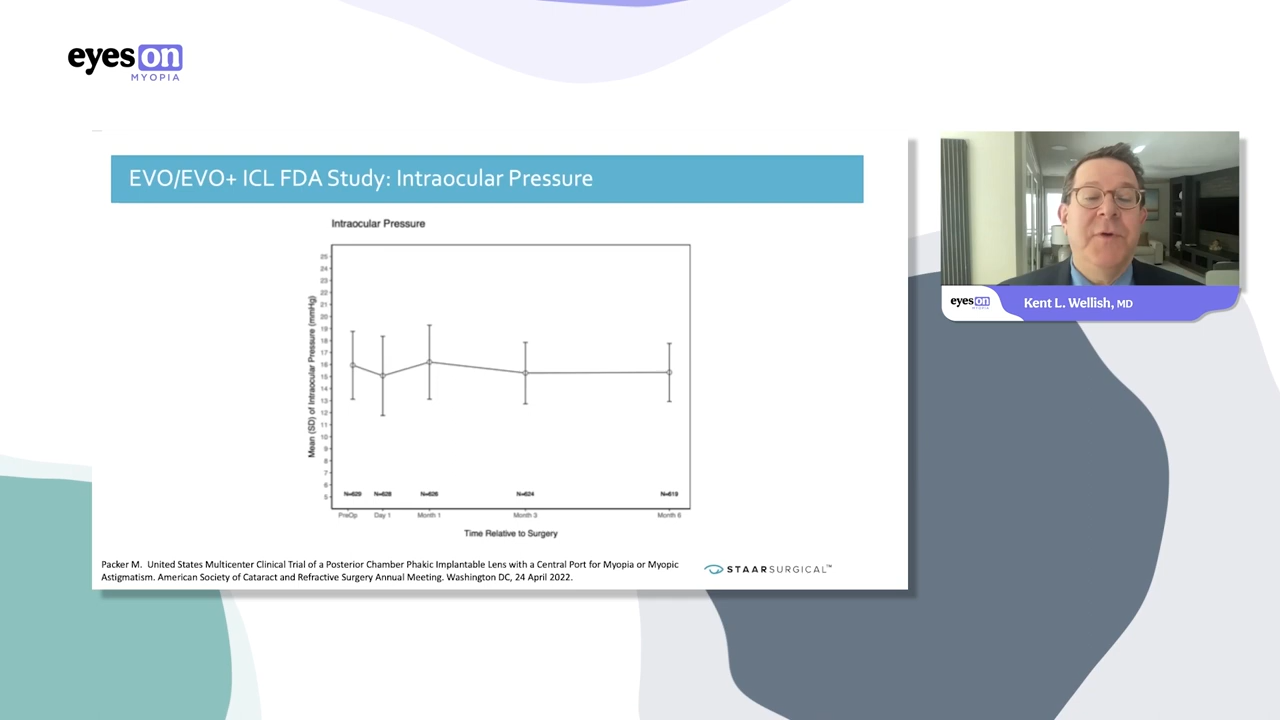 eyes on
MYOPIA
EVO/EVO+ ICL FDA Study: Intraocular Pressure
Intraocular Pressure
Mean (SD) of Intraocular Pressure (mmHg)
25
24
23
22
21
20
19
18
17
16
15
14
13
12
11
10
9
8
7
6
5
N=629 N=628 N=626 N=624 N=619
PreOp Day 1 Month 1 Month 3 Month 6
Time Relative to Surgery
Packer M. United States Multicenter Clinical Trial of a Posterior Chamber Phakic Implantable Lens with a Central Port for Myopia or Myopic
Astigmatism. American Society of Cataract and Refractive Surgery Annual Meeting. Washington DC, 24 April 2022.
STAAR SURGICAL™
eyes on
MYOPIA
Kent L. Wellish, MD